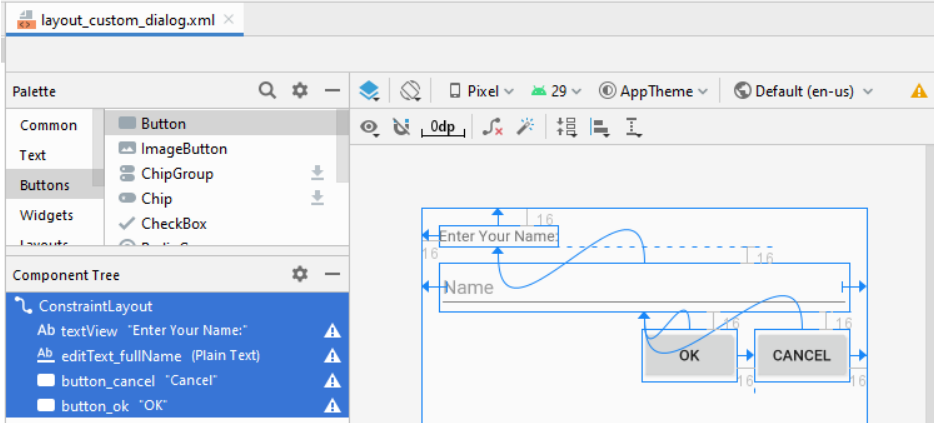 layout_custom_dialog.xml
Palette
Pixel 29 AppTheme Default (en-us)
Common
Text
Buttons
Widgets
Layouts
Button
ImageButton
ChipGroup
Chip
CheckBox
0dp
Component Tree
ConstraintLayout
Ab textView "Enter Your Name:"
Ab editText_fullName (Plain Text)
button_cancel "Cancel"
button_ok "OK"
16
Enter Your Name:
16
16
Name
16
16
OK
CANCEL
16
16